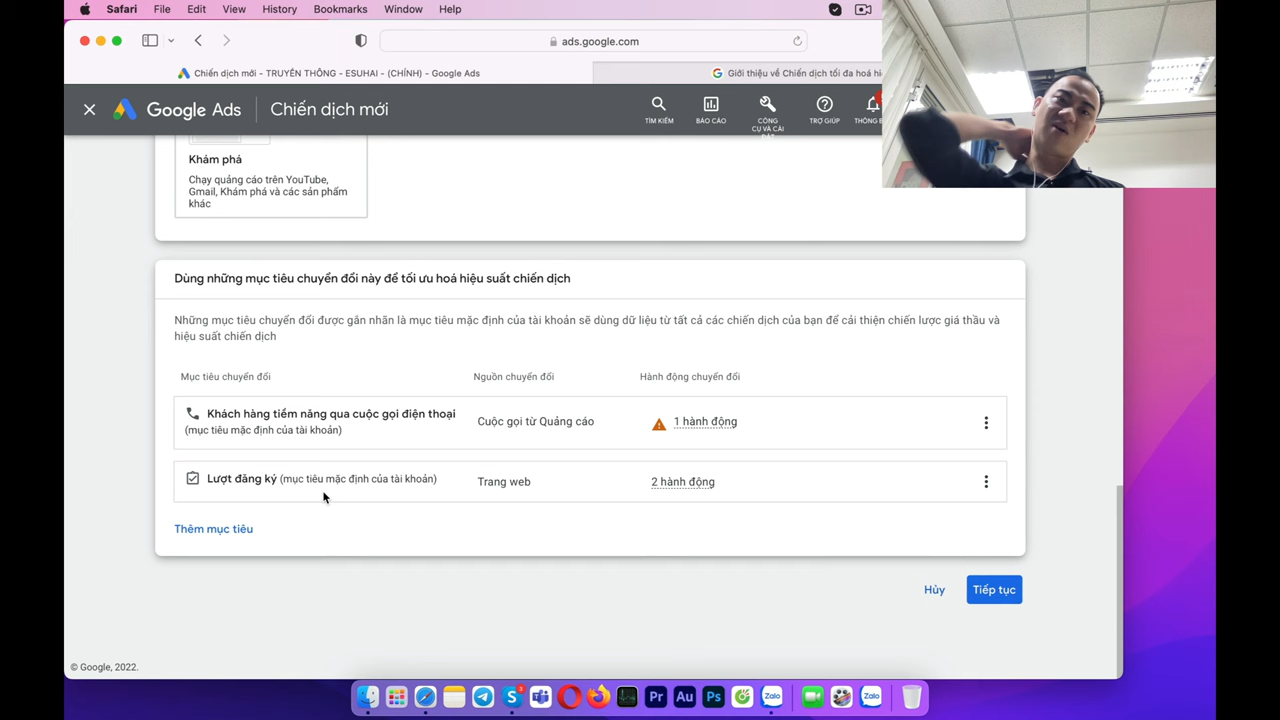 Safari File Edit View History Bookmarks Window Help
ads.google.com
Chiến dịch mới - TRUYỀN THÔNG - ESUHAI - (CHÍNH) - Google Ads
Giới thiệu về Chiến dịch tối đa hoá hi
Google Ads
Chiến dịch mới
TÌM KIẾM
BÁO CÁO
CÔNG
CỤ VÀ CÀI
TRỢ GIÚP
THÔNG B
Khám phá
Chạy quảng cáo trên YouTube,
Gmail, Khám phá và các sản phẩm
khác
Dùng những mục tiêu chuyển đổi này để tối ưu hoá hiệu suất chiến dịch
Những mục tiêu chuyển đổi được gắn nhãn là mục tiêu mặc định của tài khoản sẽ dùng dữ liệu từ tất cả các chiến dịch của bạn để cải thiện chiến lược giá thầu và
hiệu suất chiến dịch
Mục tiêu chuyển đổi Nguồn chuyển đổi Hành động chuyển đổi
Khách hàng tiềm năng qua cuộc gọi điện thoại
(mục tiêu mặc định của tài khoản)
Cuộc gọi từ Quảng cáo
1 hành động
Lượt đăng ký (mục tiêu mặc định của tài khoản)
Trang web
2 hành động
Thêm mục tiêu
Hủy
Tiếp tục
© Google, 2022.
Pr Au Ps Zalo Zalo